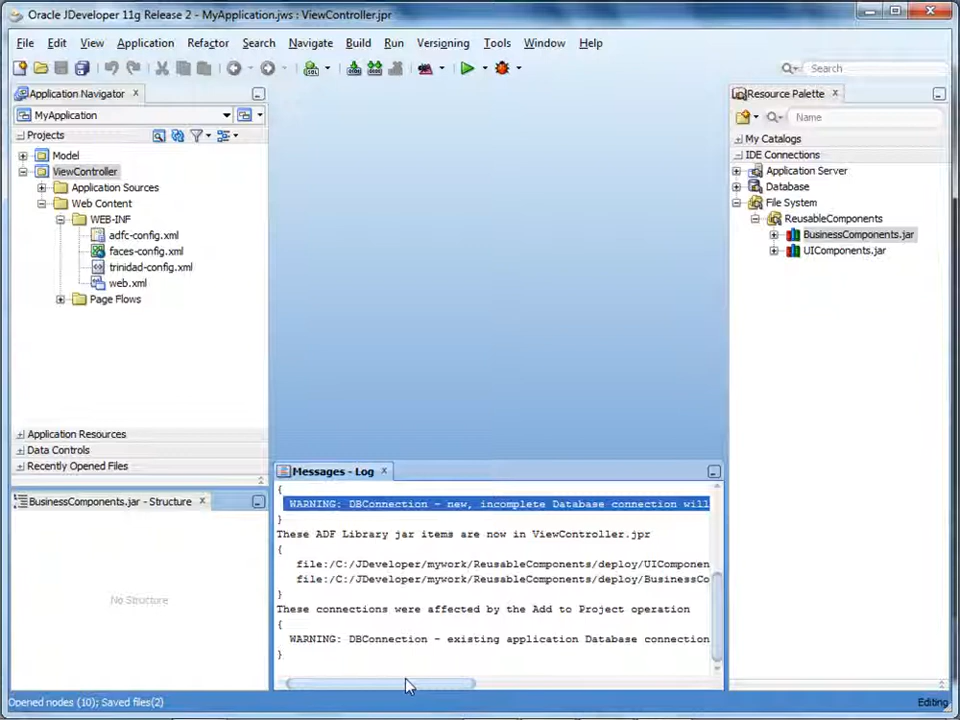 Oracle JDeveloper 11g Release 2 - MyApplication.jws : ViewController.jpr
File Edit View Application Refactor Search Navigate Build Run Versioning Tools Window Help
Search
Application Navigator
MyApplication
Projects
Model
ViewController
Application Sources
Web Content
WEB-INF
adfc-config.xml
faces-config.xml
trinidad-config.xml
web.xml
Page Flows
Application Resources
Data Controls
Recently Opened Files
BusinessComponents.jar - Structure
No Structure
Messages - Log
{
WARNING: DBConnection - new, incomplete Database connection will
}
These ADF Library jar items are now in ViewController.jpr
{
file:/C:/JDeveloper/mywork/ReusableComponents/deploy/UIComponen
file:/C:/JDeveloper/mywork/ReusableComponents/deploy/BusinessCo
}
These connections were affected by the Add to Project operation
{
WARNING: DBConnection - existing application Database connection
}
Resource Palette
Name
My Catalogs
IDE Connections
Application Server
Database
File System
ReusableComponents
BusinessComponents.jar
UIComponents.jar
Opened nodes (10); Saved files(2)
Editing